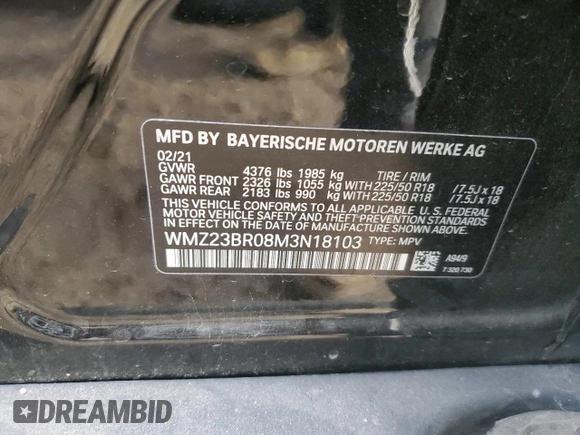 MFD BY BAYERISCHE MOTOREN WERKE AG
02/21
GVWR 4376 lbs 1985 kg TIRE / RIM
GAWR FRONT 2326 lbs 1055 kg WITH 225/50 R18 /7.5J x 18
GAWR REAR 2183 lbs 990 kg WITH 225/50 R18 /7.5J x 18
THIS VEHICLE CONFORMS TO ALL APPLICABLE U.S. FEDERAL
MOTOR VEHICLE SAFETY AND THEFT PREVENTION STANDARDS
IN EFFECT ON THE DATE OF MANUFACTURE SHOWN ABOVE.
WMZ23BR08M3N18103 TYPE: MPV
A94/9
7 320 730
DREAMBID